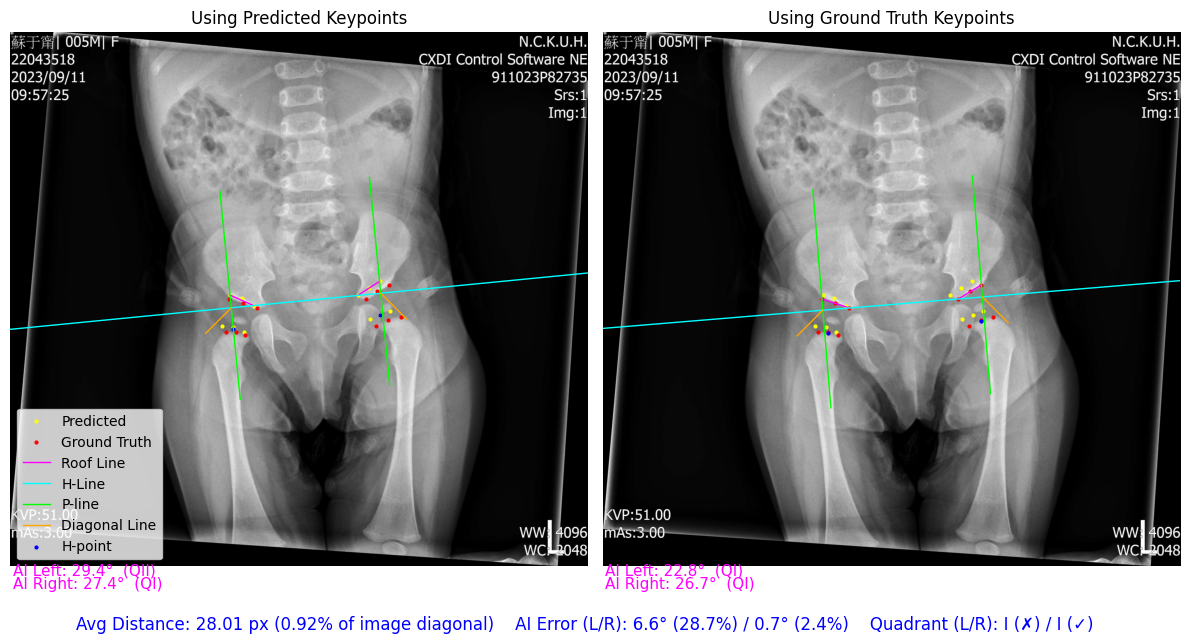 Using Predicted Keypoints
蘇于甯| 005M| F
22043518
2023/09/11
09:57:25
N.C.K.U.H.
CXDI Control Software NE
911023P82735
Srs:1
Img:1
Predicted
Ground Truth
Roof Line
H-Line
P-line
Diagonal Line
H-point
KVP:51.00
mAs:3.00
WW: 4096
WC: 2048
L
AI Left: 29.4° (QII)
AI Right: 27.4° (QI)
Using Ground Truth Keypoints
蘇于甯| 005M| F
22043518
2023/09/11
09:57:25
N.C.K.U.H.
CXDI Control Software NE
911023P82735
Srs:1
Img:1
KVP:51.00
mAs:3.00
WW: 4096
WC: 2048
L
AI Left: 22.8° (QI)
AI Right: 26.7° (QI)
Avg Distance: 28.01 px (0.92% of image diagonal) AI Error (L/R): 6.6° (28.7%) / 0.7° (2.4%) Quadrant (L/R): I (✗) / I (✓)